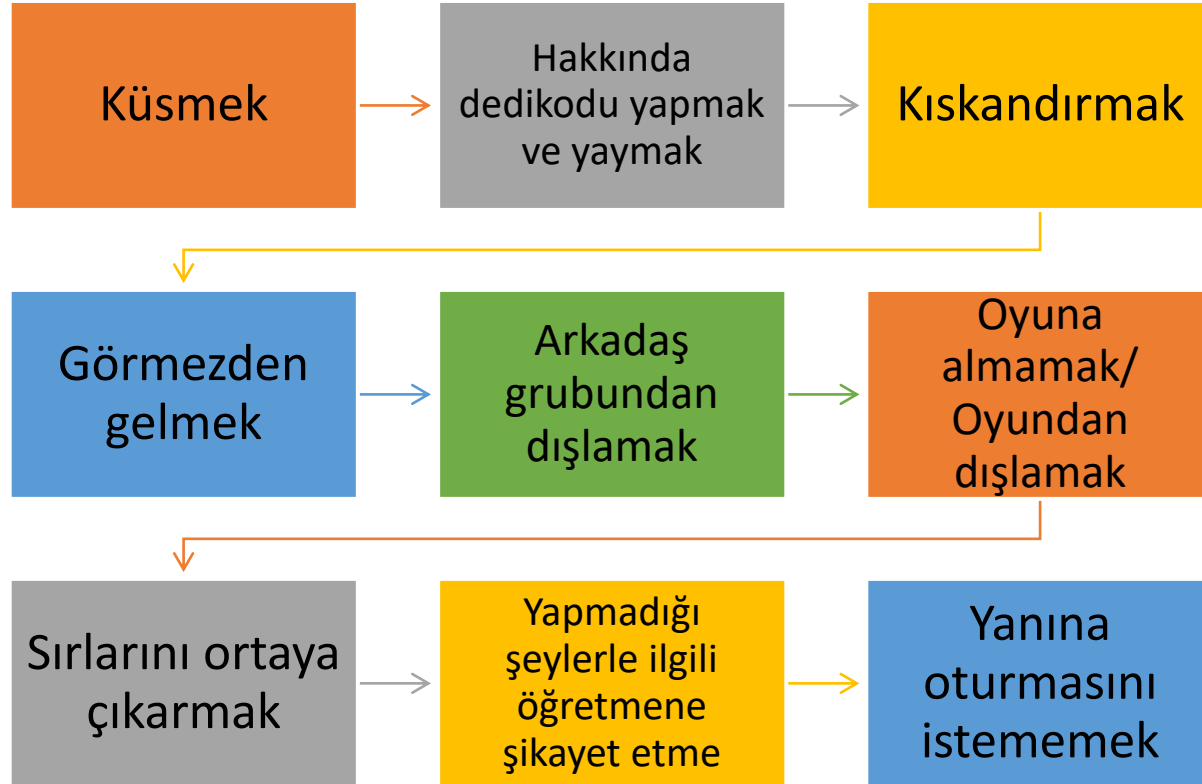 Küsmek
Hakkında
dedikodu yapmak
ve yaymak
Kıskandırmak
Görmezden
gelmek
Arkadaş
grubundan
dışlamak
Oyuna
almamak/
Oyundan
dışlamak
Sırlarını ortaya
çıkarmak
Yapmadığı
şeylerle ilgili
öğretmene
şikayet etme
Yanına
oturmasını
istememek